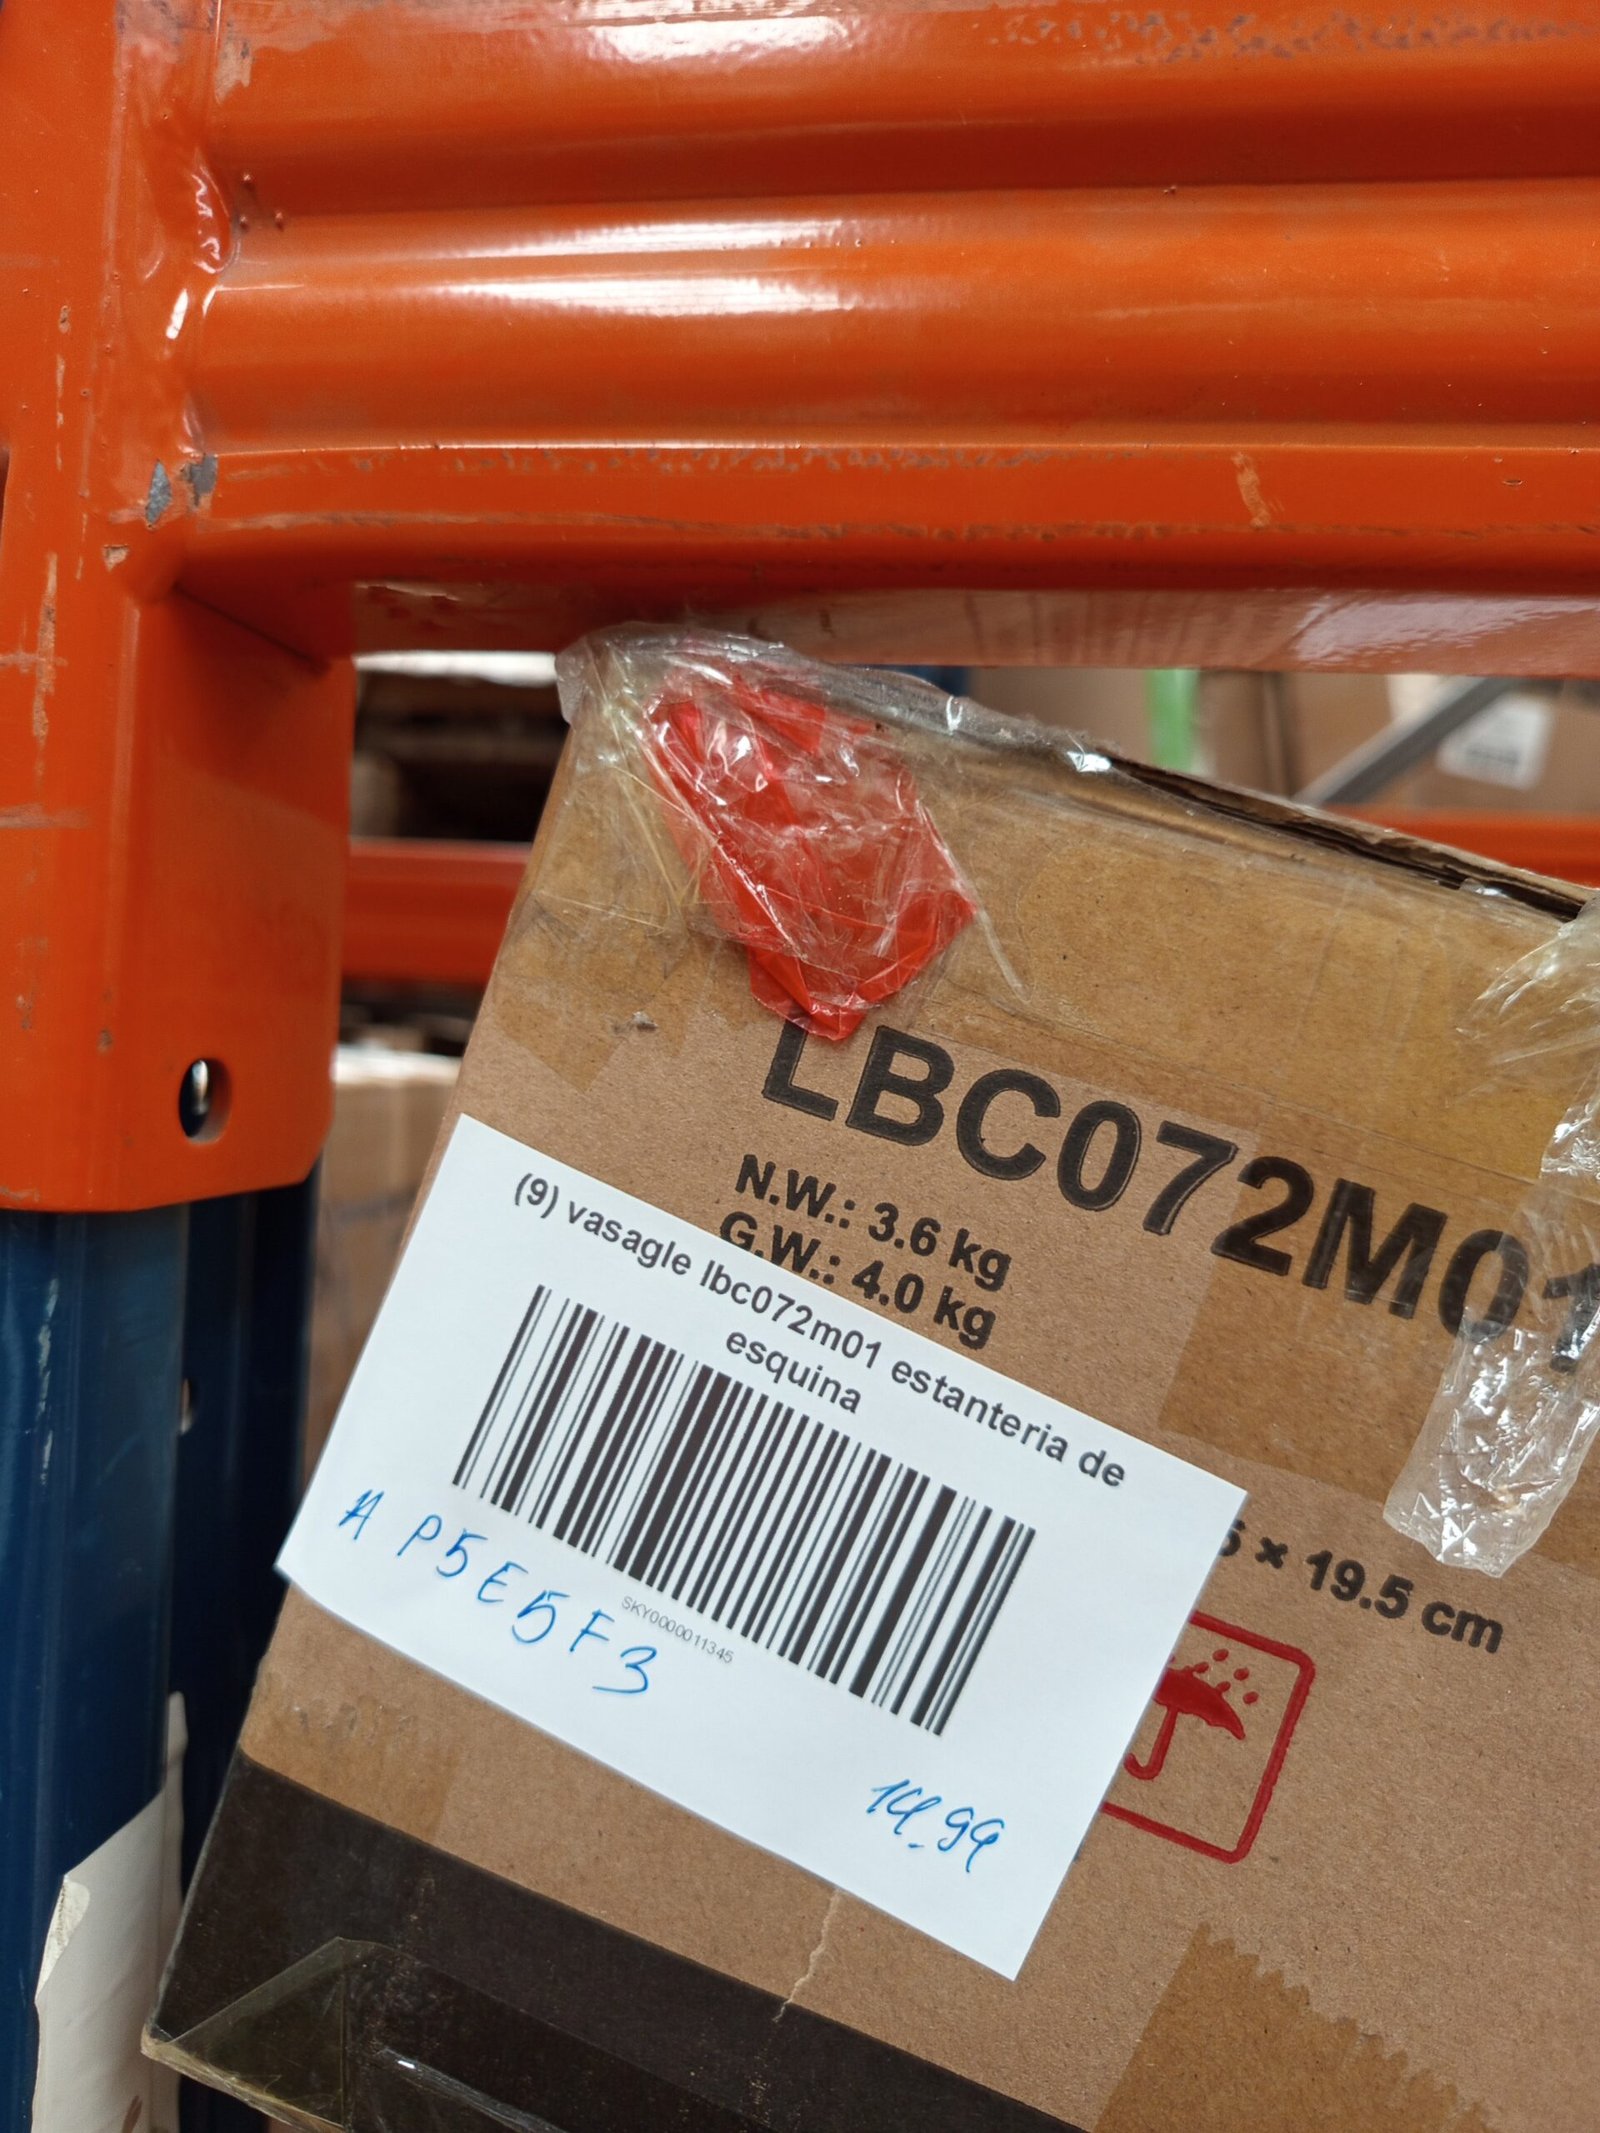 LBC072M01
N.W.: 3.6 kg
G.W.: 4.0 kg
(9) vasagle lbc072m01 estanteria de
esquina
SKY0000011345
A P5E5F3
14.99
× 19.5 cm